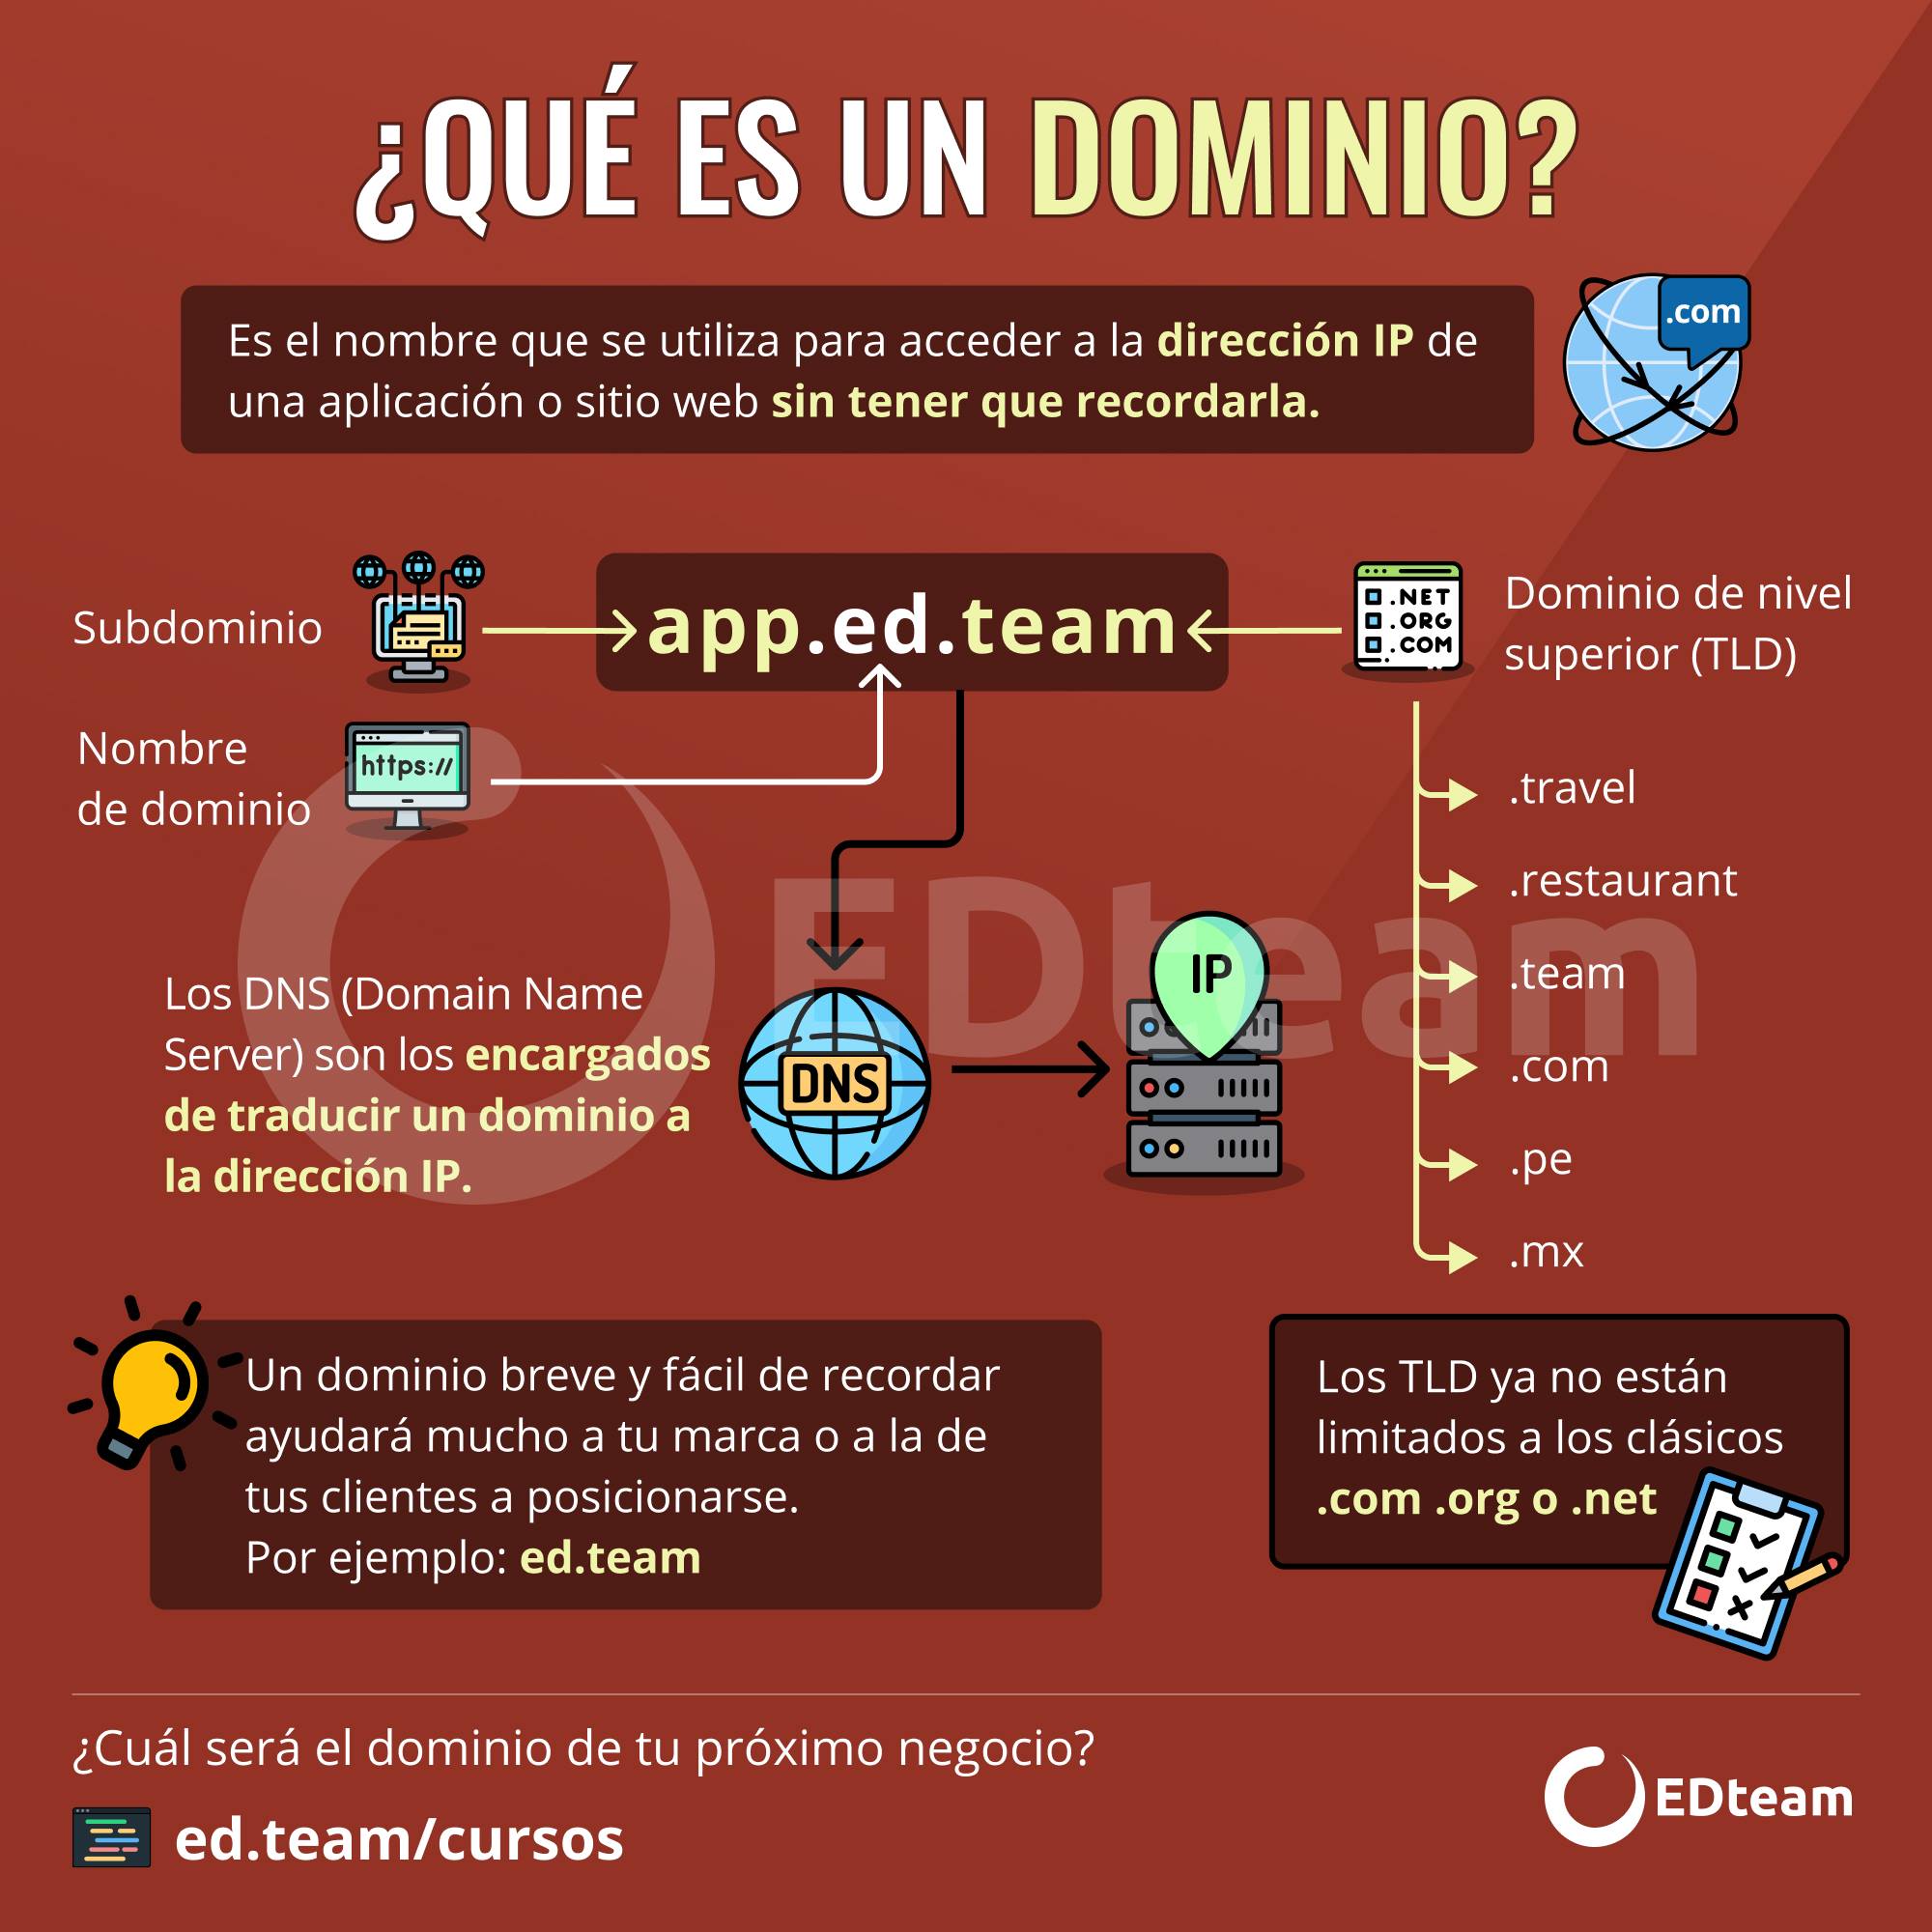 ¿QUÉ ES UN DOMINIO?
Es el nombre que se utiliza para acceder a la dirección IP de
una aplicación o sitio web sin tener que recordarla.
.com
Subdominio
app.ed.team
.NET
.ORG
.COM
Dominio de nivel
superior (TLD)
Nombre
de dominio
https://
.travel
.restaurant
.team
.com
.pe
.mx
EDteam
Los DNS (Domain Name
Server) son los encargados
de traducir un dominio a
la dirección IP.
DNS
IP
Un dominio breve y fácil de recordar
ayudará mucho a tu marca o a la de
tus clientes a posicionarse.
Por ejemplo: ed.team
Los TLD ya no están
limitados a los clásicos
.com .org o .net
¿Cuál será el dominio de tu próximo negocio?
ed.team/cursos
EDteam